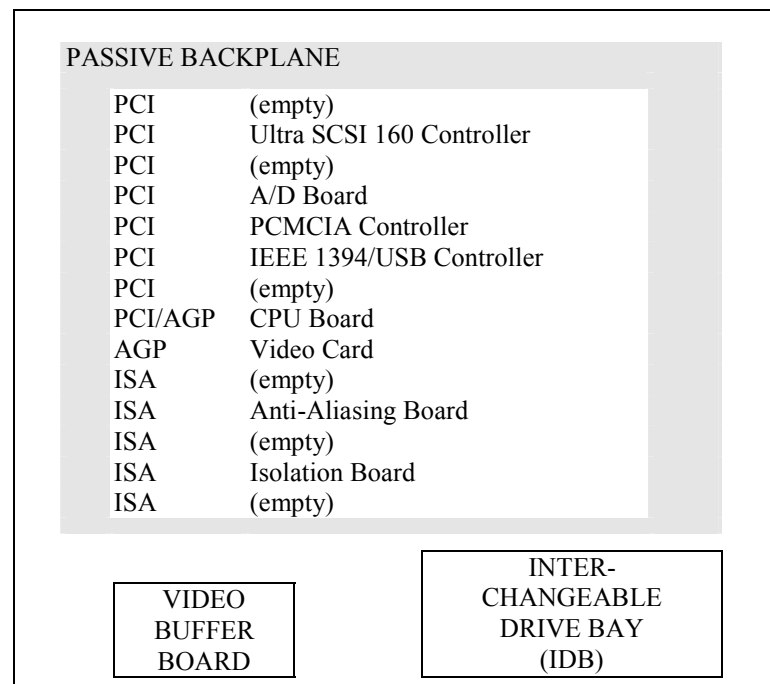 PASSIVE BACKPLANE
PCI (empty)
PCI Ultra SCSI 160 Controller
PCI (empty)
PCI A/D Board
PCI PCMCIA Controller
PCI IEEE 1394/USB Controller
PCI (empty)
PCI/AGP CPU Board
AGP Video Card
ISA (empty)
ISA Anti-Aliasing Board
ISA (empty)
ISA Isolation Board
ISA (empty)
VIDEO
BUFFER
BOARD
INTER-
CHANGEABLE
DRIVE BAY
(IDB)